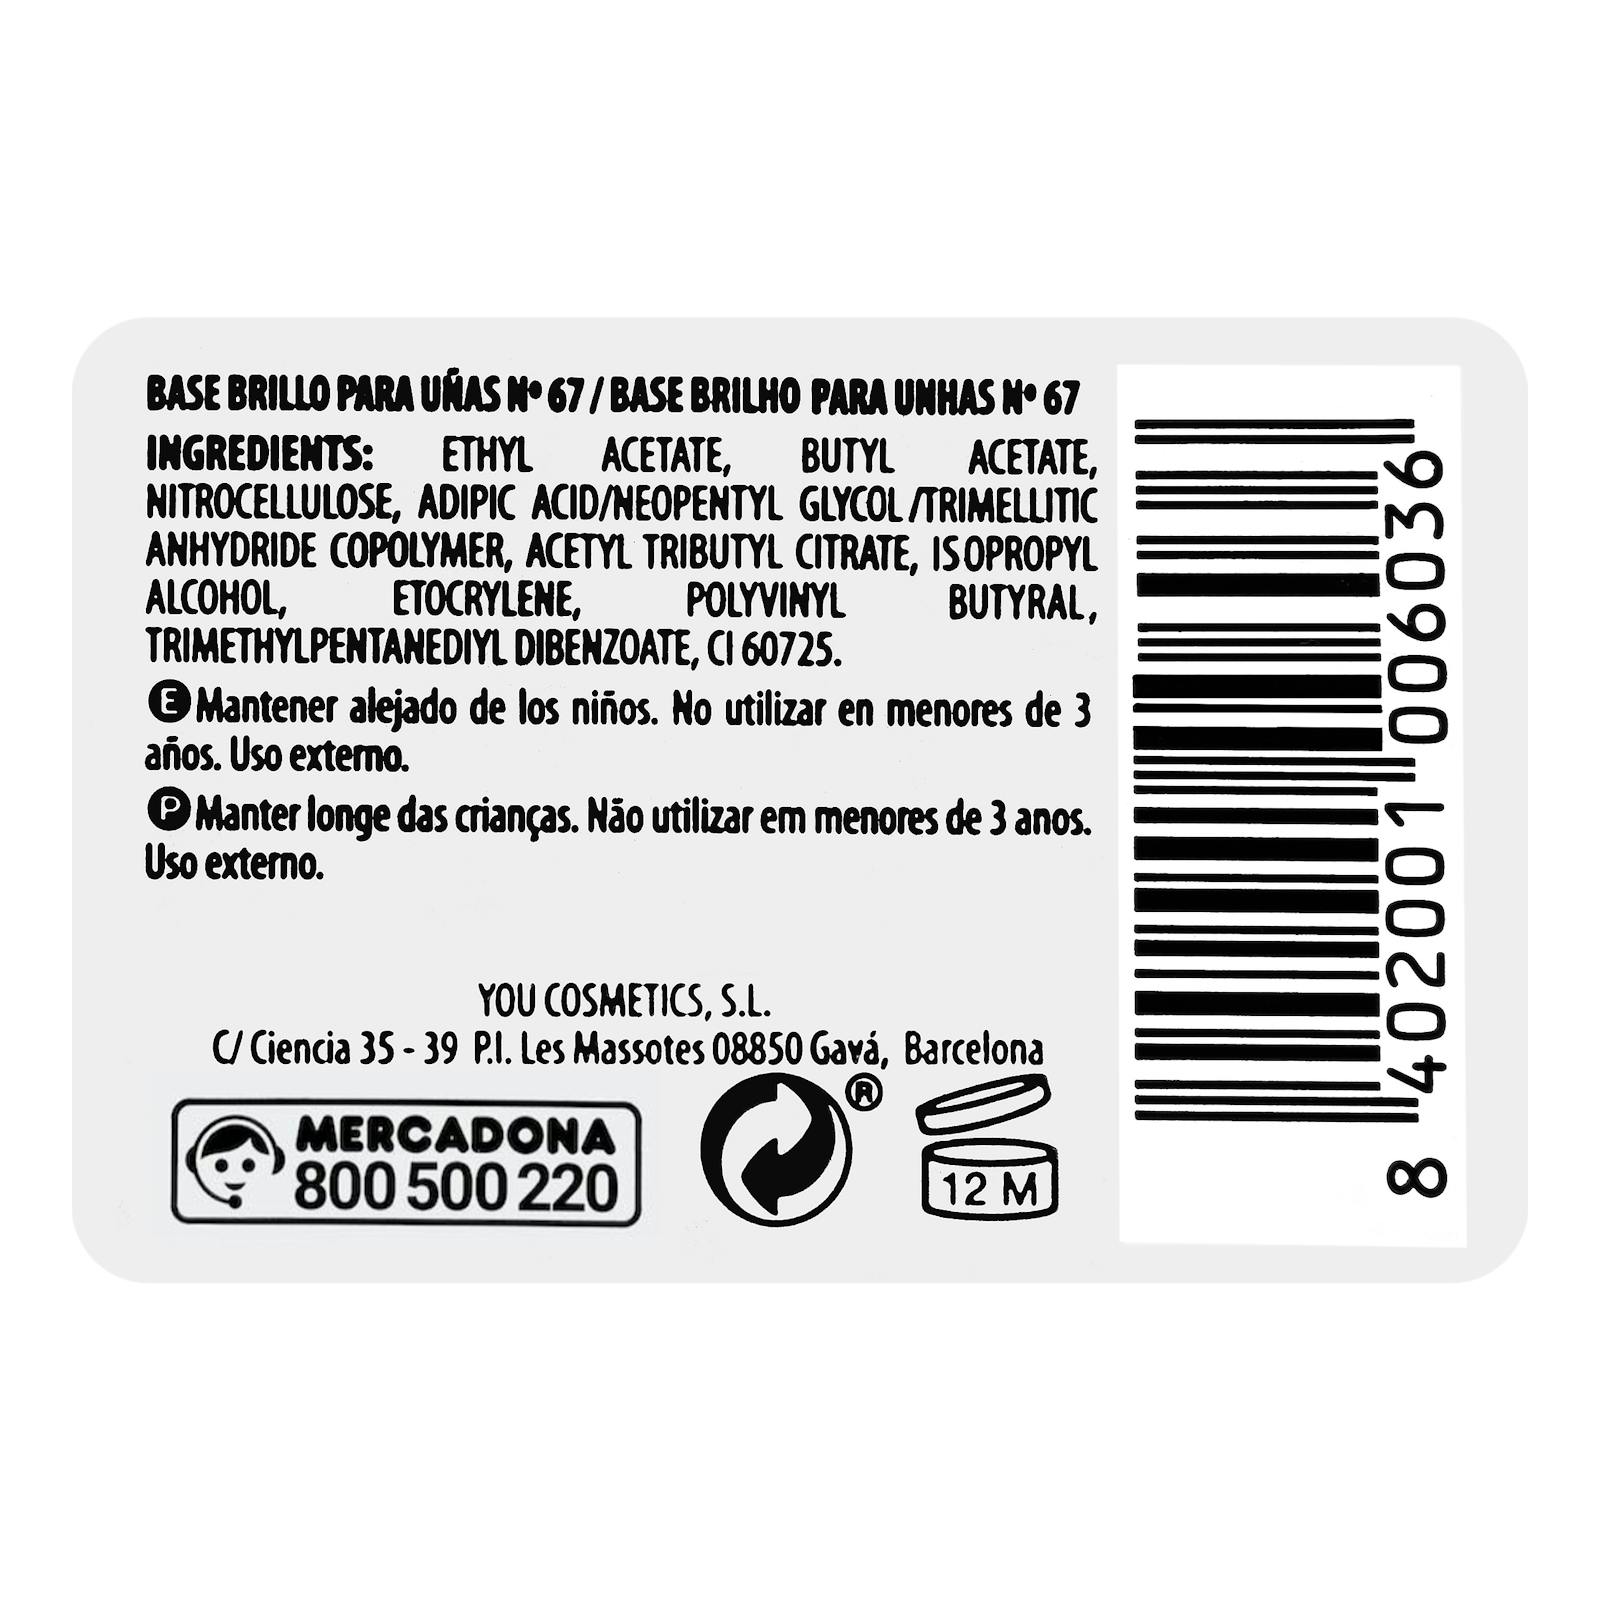 BASE BRILLO PARA UÑAS Nº 67 / BASE BRILHO PARA UNHAS Nº 67
INGREDIENTS: ETHYL ACETATE, BUTYL ACETATE,
NITROCELLULOSE, ADIPIC ACID/NEOPENTYL GLYCOL/TRIMELLITIC
ANHYDRIDE COPOLYMER, ACETYL TRIBUTYL CITRATE, ISOPROPYL
ALCOHOL, ETOCRYLENE, POLYVINYL BUTYRAL,
TRIMETHYLPENTANEDIYL DIBENZOATE, CI 60725.
E Mantener alejado de los niños. No utilizar en menores de 3
años. Uso externo.
P Manter longe das crianças. Não utilizar em menores de 3 anos.
Uso externo.
YOU COSMETICS, S.L.
C/ Ciencia 35 - 39 P.I. Les Massotes 08850 Gavá, Barcelona
MERCADONA
800 500 220
®
12 M
8 402001 006036